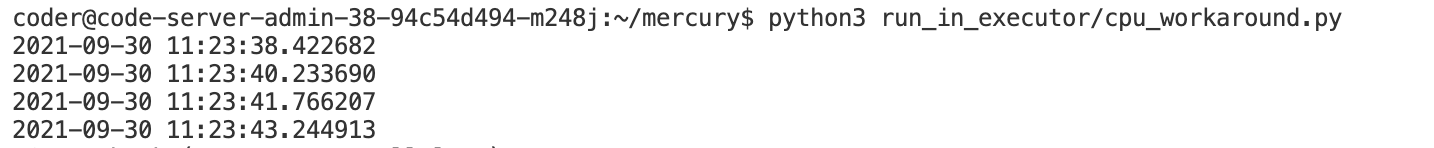 coder@code-server-admin-38-94c54d494-m248j:~/mercury$ python3 run_in_executor/cpu_workaround.py
2021-09-30 11:23:38.422682
2021-09-30 11:23:40.233690
2021-09-30 11:23:41.766207
2021-09-30 11:23:43.244913